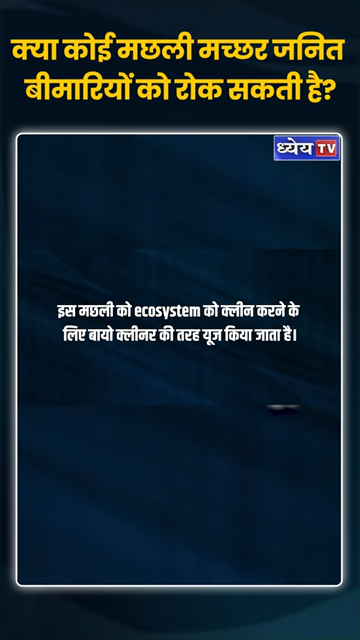 क्या कोई मछली मच्छर जनित
बीमारियों को रोक सकती है?
ध्येय TV
इस मछली को ecosystem को क्लीन करने के
लिए बायो क्लीनर की तरह यूज किया जाता है।